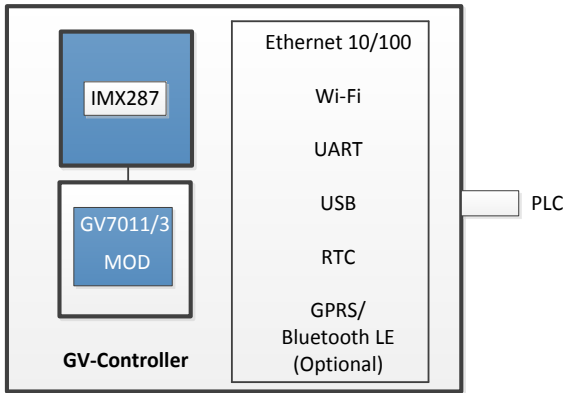 IMX287
GV7011/3
MOD
GV-Controller
Ethernet 10/100
Wi-Fi
UART
USB
RTC
GPRS/
Bluetooth LE
(Optional)
PLC